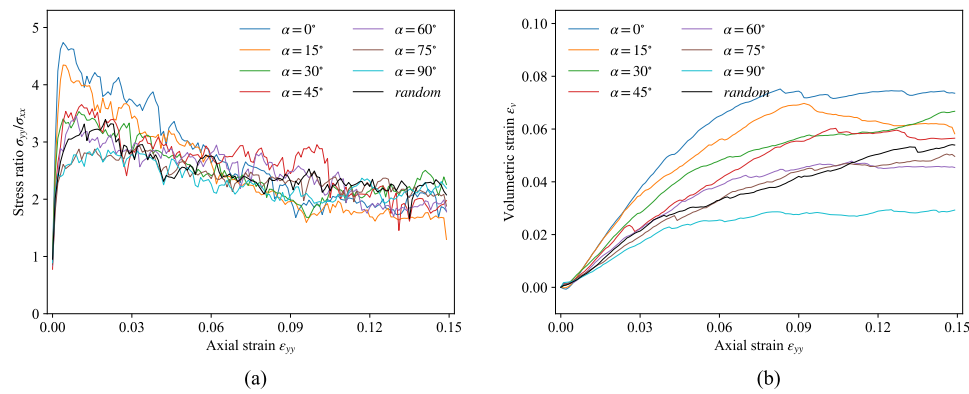 5
4
3
2
1
0
Stress ratio σyy/σxx
0.00 0.03 0.06 0.09 0.12 0.15
Axial strain εyy
α = 0° α = 60°
α = 15° α = 75°
α = 30° α = 90°
α = 45° random
(a)
0.10
0.08
0.06
0.04
0.02
0.00
Volumetric strain εv
0.00 0.03 0.06 0.09 0.12 0.15
Axial strain εyy
α = 0° α = 60°
α = 15° α = 75°
α = 30° α = 90°
α = 45° random
(b)